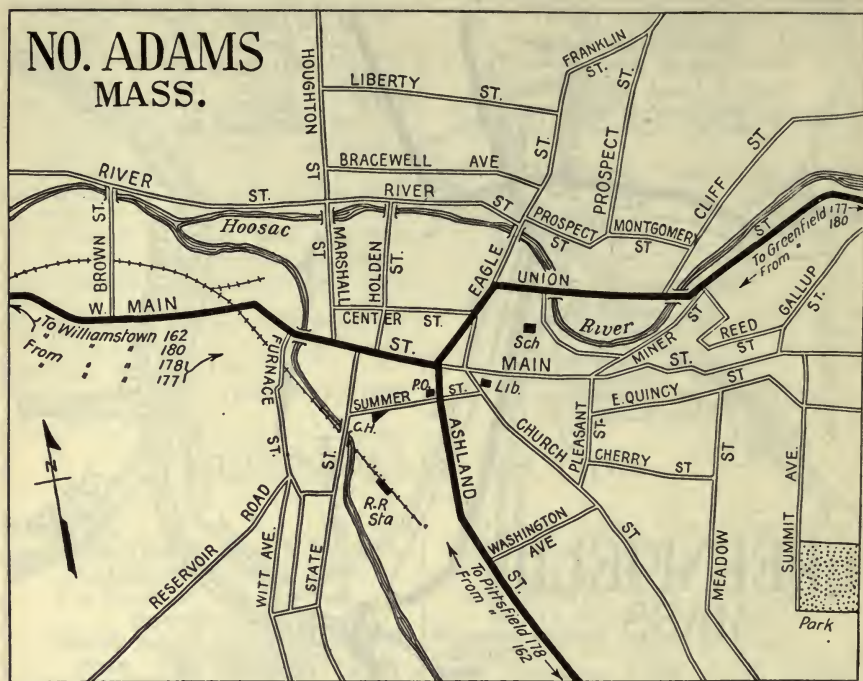 NO. ADAMS
MASS.
HOUGHTON ST
LIBERTY ST.
FRANKLIN ST.
BRACEWELL AVE
EAGLE ST.
PROSPECT ST
CLIFF ST
RIVER ST.
RIVER ST
Hoosac
River
BROWN ST.
MARSHALL ST
HOLDEN ST.
PROSPECT ST
MONTGOMERY ST
To Greenfield 177
From " 180
UNION ST
GALLUP ST.
W. MAIN ST.
CENTER ST.
Sch
MAIN ST.
MINER ST
REED ST
To Williamstown 162
" " 180
From " " 178
" " 177
FURNACE ST.
P.O.
Lib.
SUMMER ST.
C.H.
E. QUINCY ST
PLEASANT ST.
CHURCH ST
CHERRY ST
ASHLAND ST.
N
R.R
Sta
RESERVOIR ROAD
WITT AVE.
STATE ST.
WASHINGTON AVE
MEADOW ST
SUMMIT AVE.
Park
To Pittsfield 178
From " 162